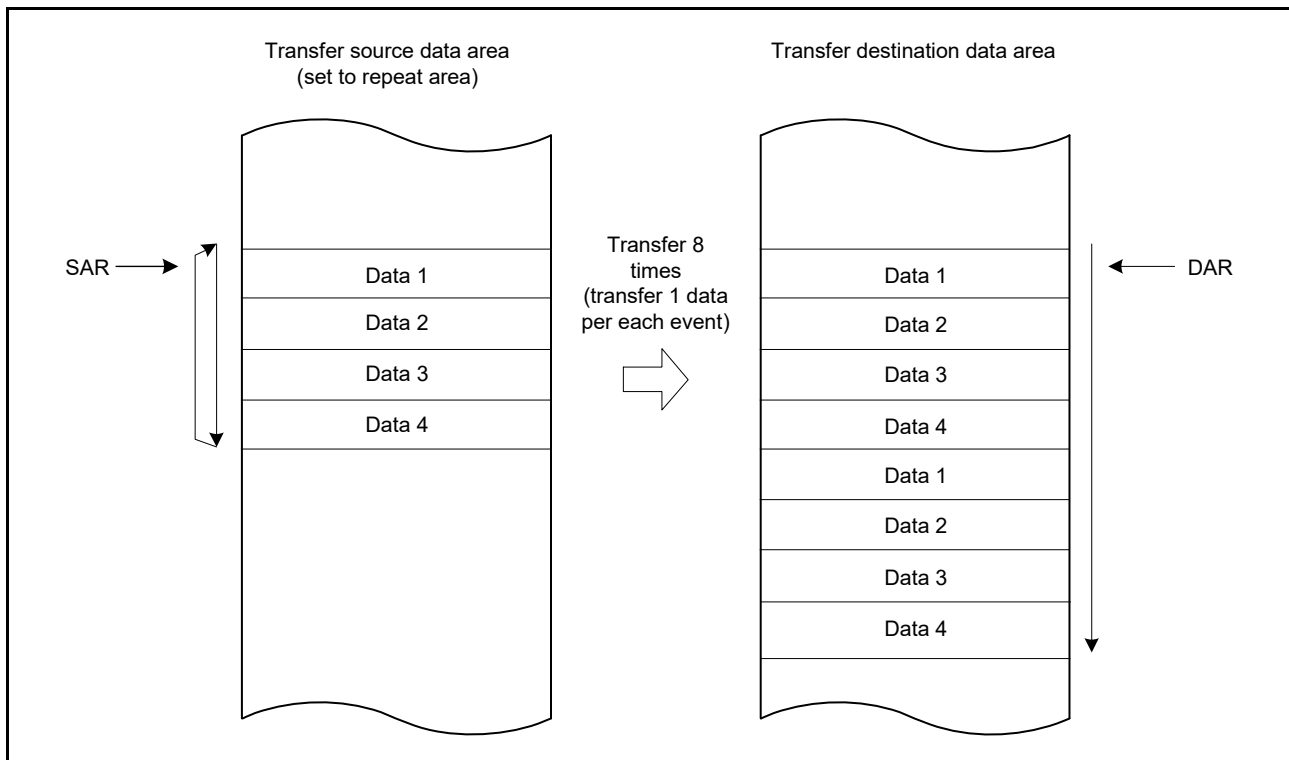 Transfer source data area
(set to repeat area)
Transfer destination data area
SAR
Data 1
Data 2
Data 3
Data 4
Transfer 8
times
(transfer 1 data
per each event)
Data 1
Data 2
Data 3
Data 4
Data 1
Data 2
Data 3
Data 4
DAR